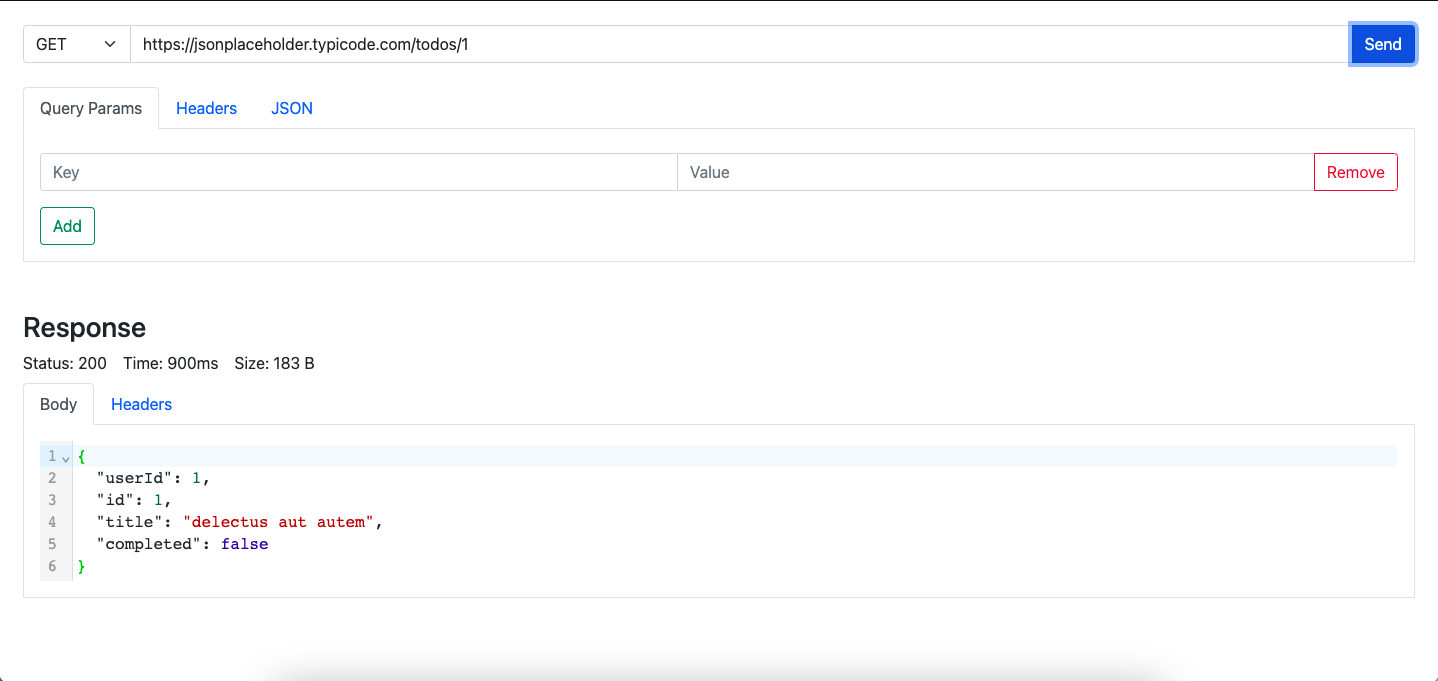 GET https://jsonplaceholder.typicode.com/todos/1 Send
Query Params Headers JSON
Key Value Remove
Add
Response
Status: 200 Time: 900ms Size: 183 B
Body Headers
1 {
2 "userId": 1,
3 "id": 1,
4 "title": "delectus aut autem",
5 "completed": false
6 }